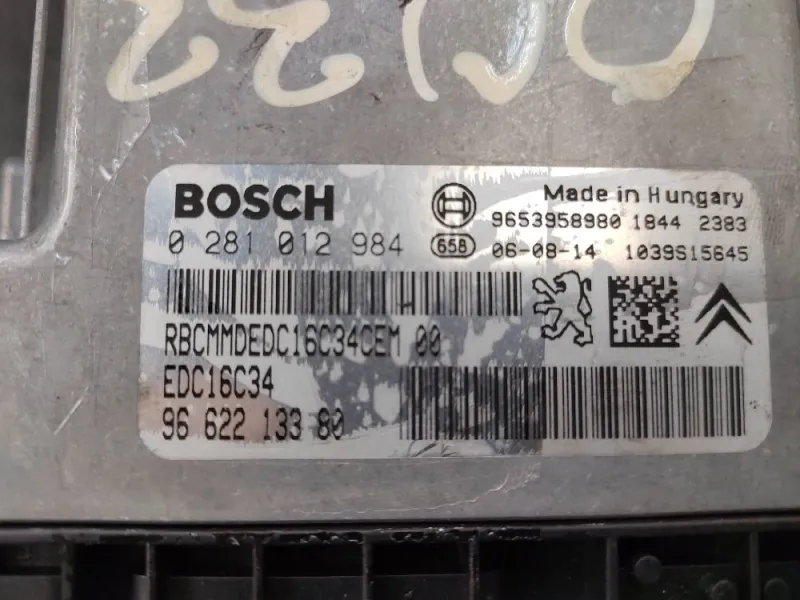 BOSCH
Made in Hungary
9653958980 1844 2383
0 281 012 984
658 06-08-14 1039S15645
RBCMMDEDC16C34CEM 00
EDC16C34
96 622 133 80